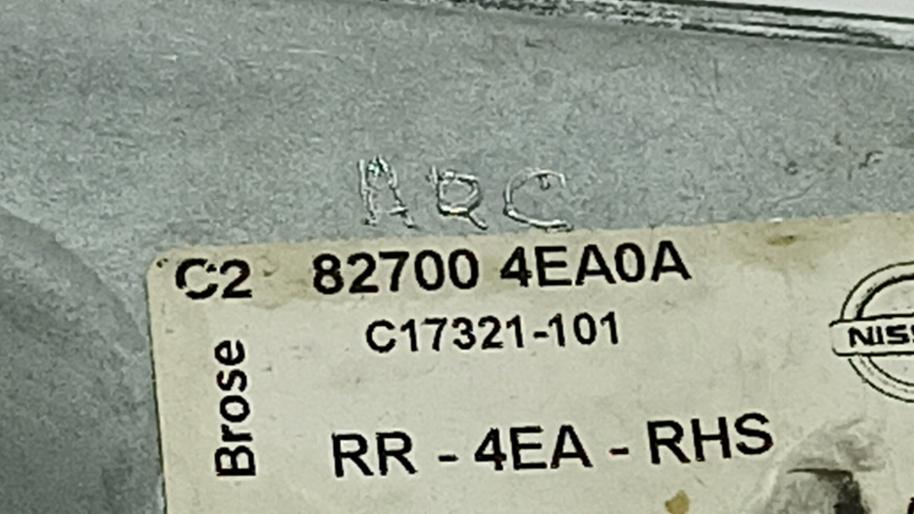 ARC
C2 82700 4EA0A
C17321-101
NISS
Brose
RR - 4EA - RHS